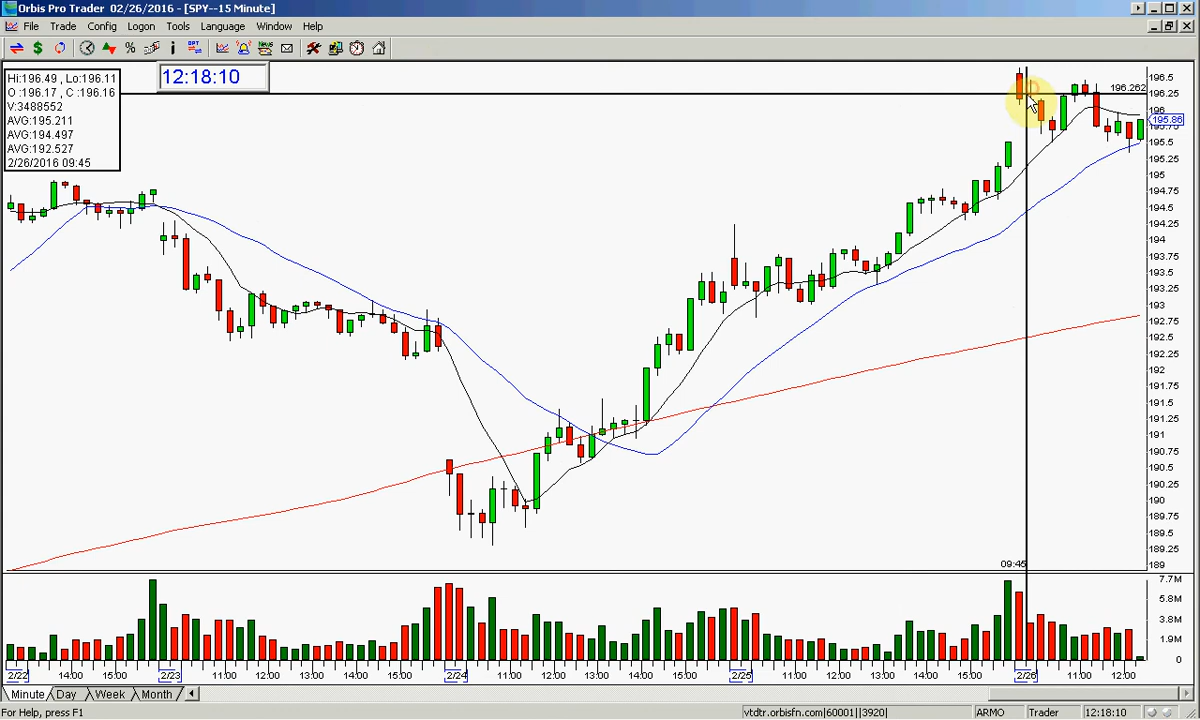 Orbis Pro Trader 02/26/2016 - [SPY--15 Minute]
File Trade Config Logon Tools Language Window Help
12:18:10
Hi:196.49 , Lo:196.11
O :196.17 , C :196.16
V:3488552
AVG:195.211
AVG:194.497
AVG:192.527
2/26/2016 09:45
196.5
196.262
196.25
196
195.86
195.5
195.25
195
194.75
194.5
194.25
194
193.75
193.5
193.25
193
192.75
192.5
192.25
192
191.75
191.5
191.25
191
190.75
190.5
190.25
190
189.75
189.5
189.25
189
09:45
7.7M
5.8M
3.8M
1.9M
0
2/22 14:00 15:00 2/23 11:00 12:00 13:00 14:00 15:00 2/24 11:00 12:00 13:00 14:00 15:00 2/25 11:00 12:00 13:00 14:00 15:00 2/26 11:00 12:00
Minute Day Week Month
For Help, press F1 vtdtr.orbisfn.com|60001||3920| ARMO Trader 12:18:10